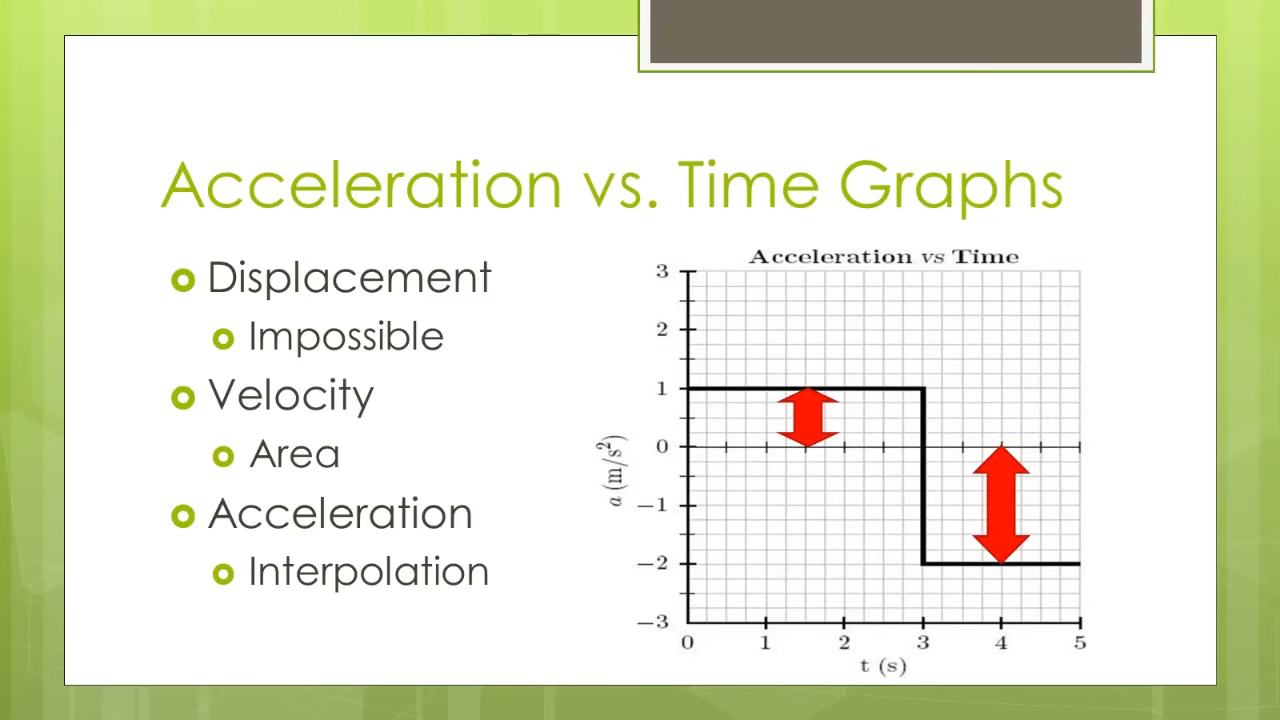 Acceleration vs. Time Graphs
Displacement
Impossible
Velocity
Area
Acceleration
Interpolation
Acceleration vs Time
3
2
1
0
−1
−2
−3
a (m/s²)
0 1 2 3 4 5
t (s)